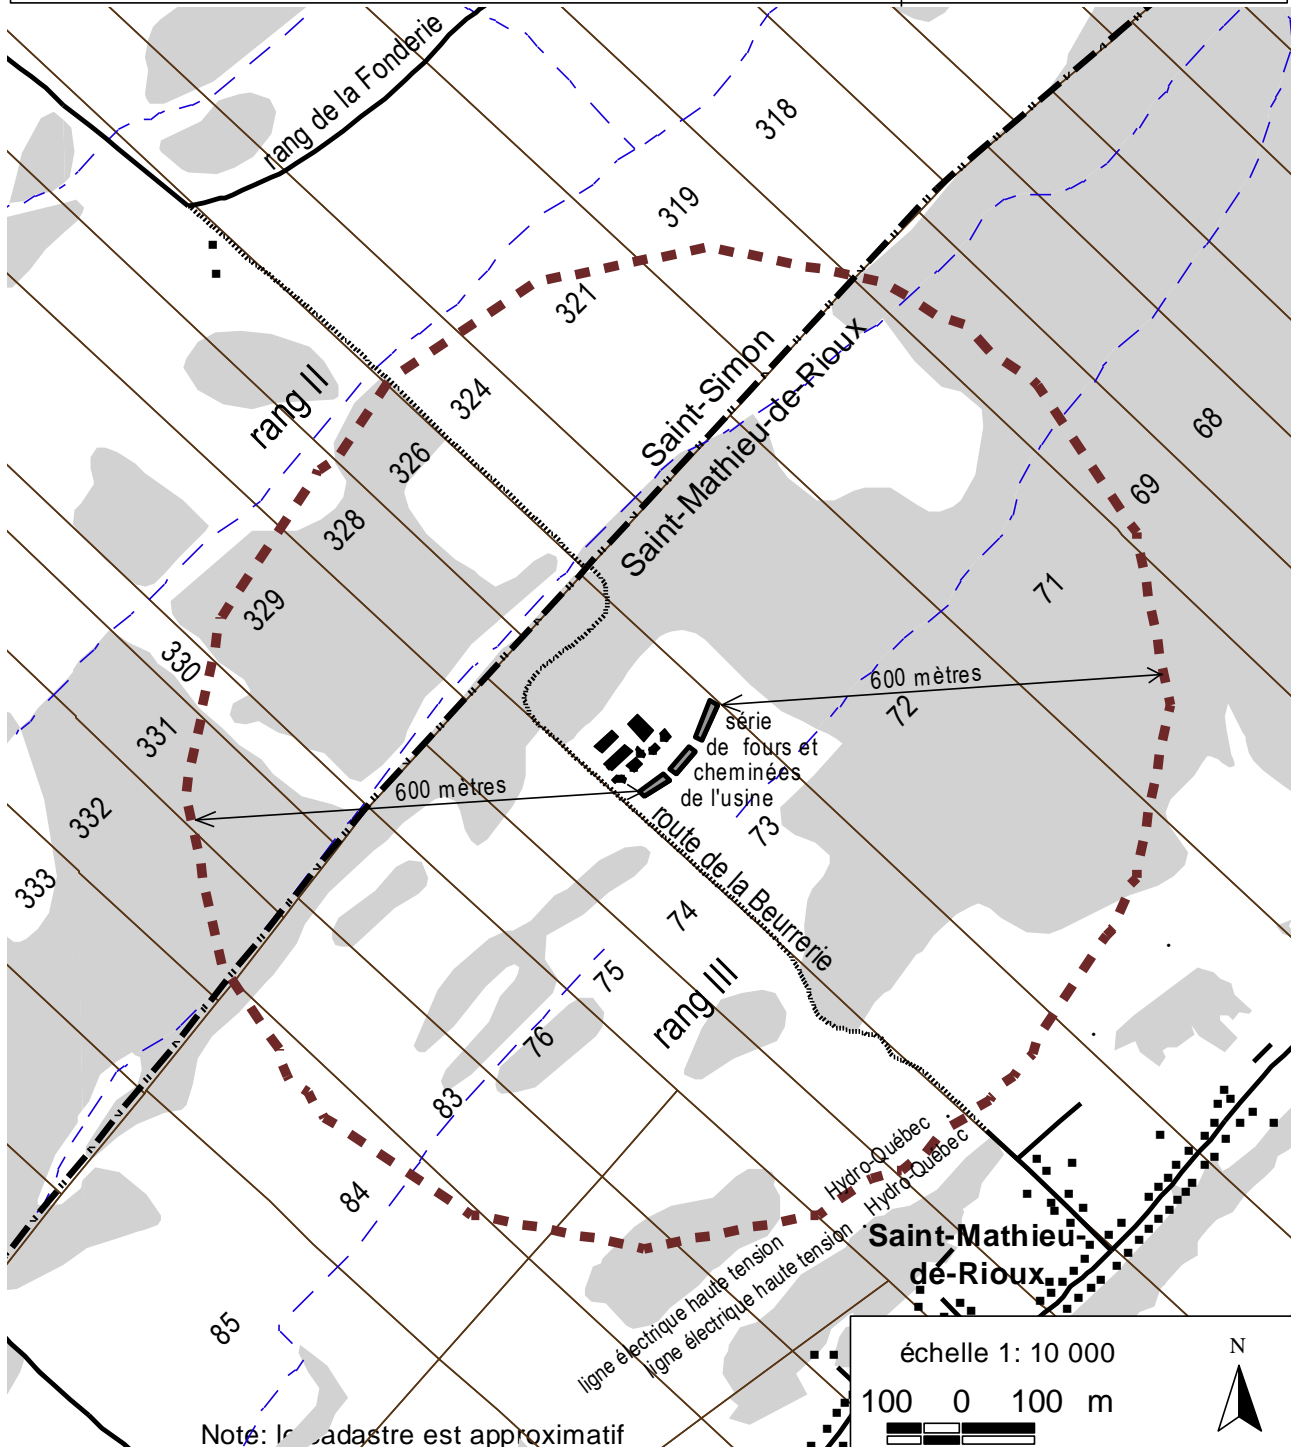 rang de la Fonderie
318
319
321
Saint-Simon
Saint-Mathieu-de-Rioux
rang II
324
326
68
69
328
71
329
330
600 mètres
72
331
série
de fours et
cheminées
de l'usine
600 mètres
332
73
route de la Beurrerie
333
74
75
rang III
76
83
Hydro-Québec
Hydro-Québec
84
ligne électrique haute tension
ligne électrique haute tension
Saint-Mathieu-
de-Rioux
85
échelle 1: 10 000
N
100 0 100 m
Note: le cadastre est approximatif